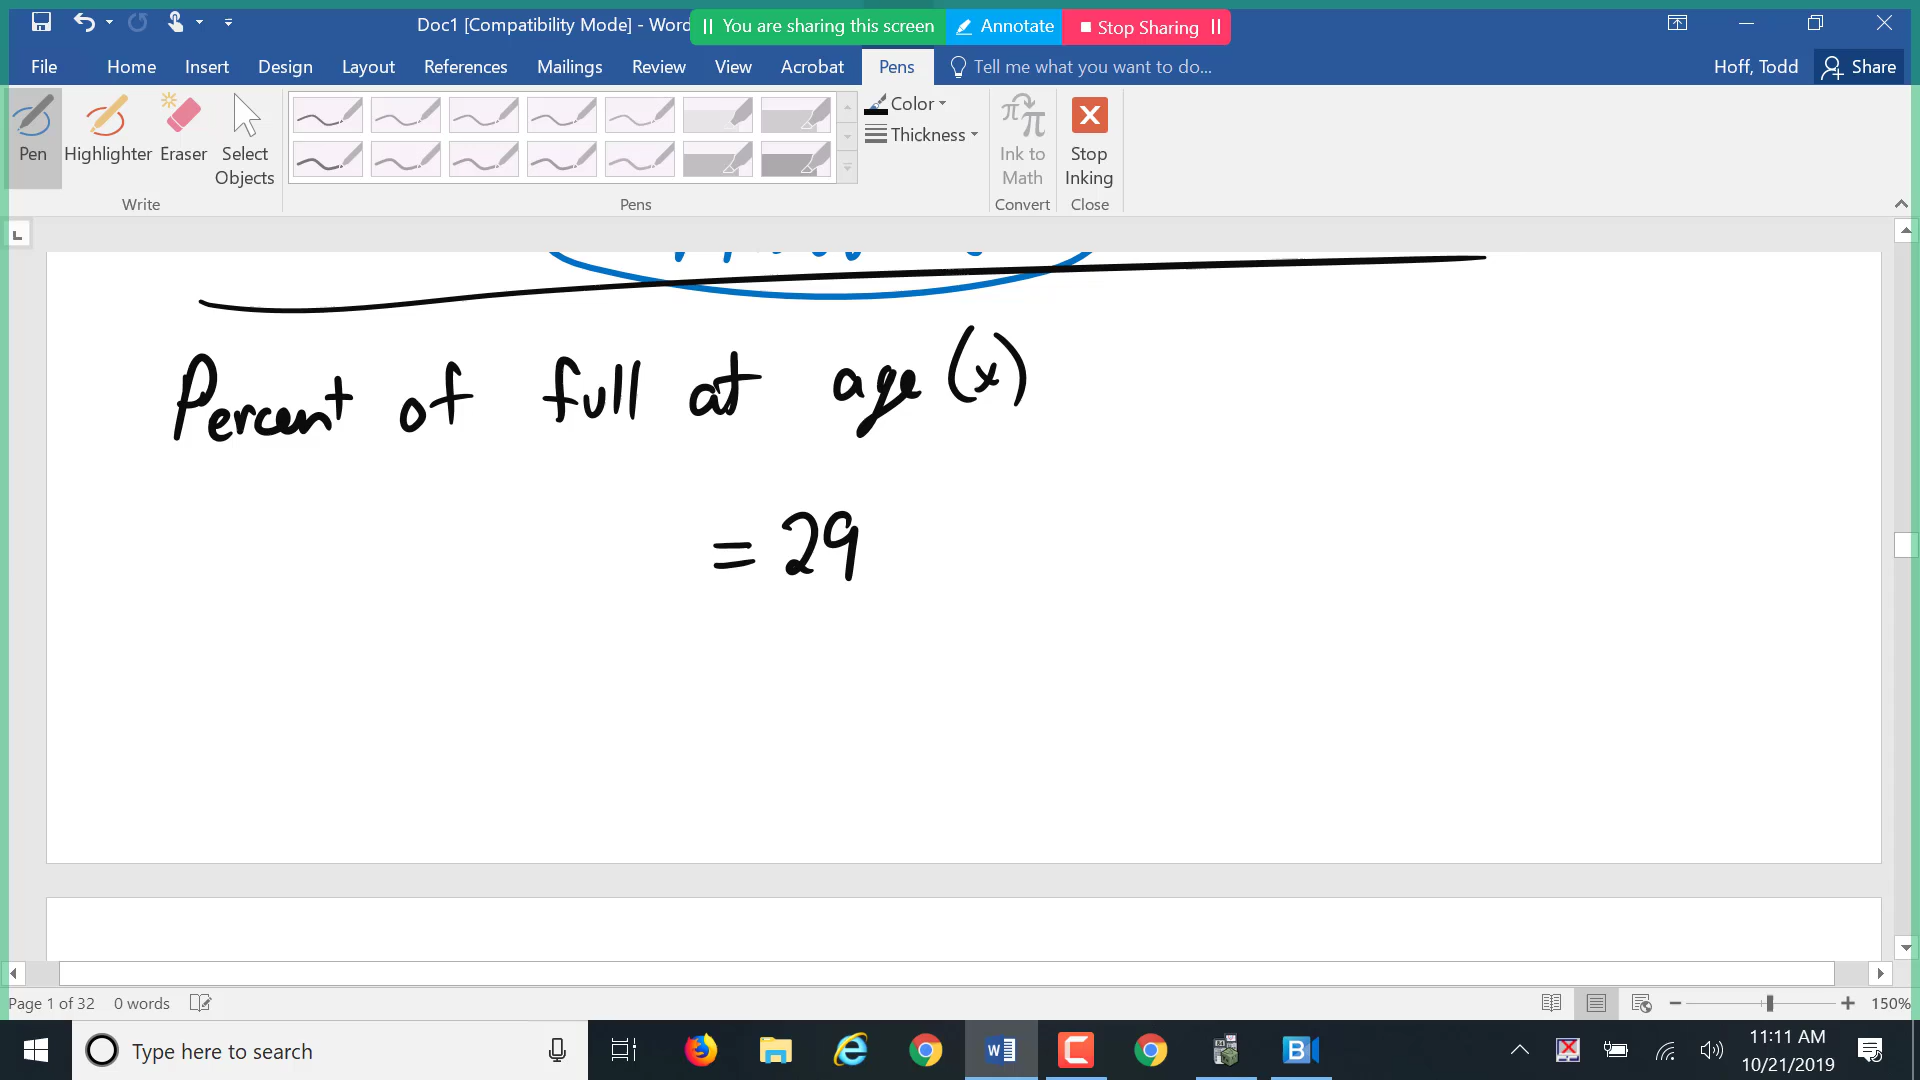 Doc1 [Compatibility Mode] - Word
You are sharing this screen
Annotate
Stop Sharing
File Home Insert Design Layout References Mailings Review View Acrobat Pens Tell me what you want to do... Hoff, Todd Share
Pen Highlighter Eraser Select Objects
Color
Thickness
Ink to Math
Stop Inking
Write Pens Convert Close
Percent of full at age (x)
= 29
Page 1 of 32 0 words 150%
Type here to search
11:11 AM
10/21/2019